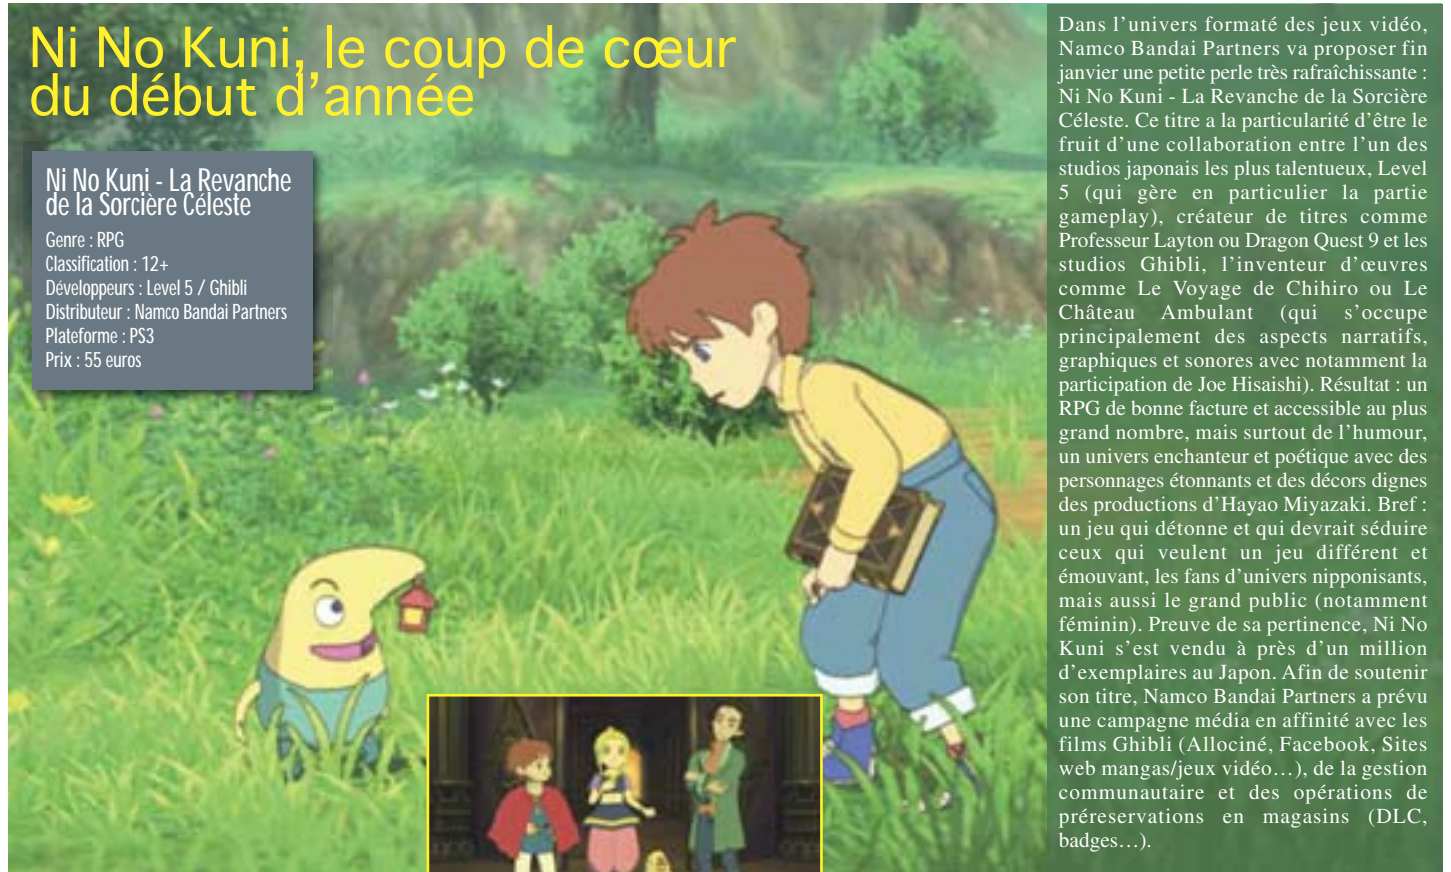 Ni No Kuni, le coup de cœur
du début d’année
Ni No Kuni - La Revanche
de la Sorcière Céleste
Genre : RPG
Classification : 12+
Développeurs : Level 5 / Ghibli
Distributeur : Namco Bandai Partners
Plateforme : PS3
Prix : 55 euros
Dans l’univers formaté des jeux vidéo,
Namco Bandai Partners va proposer fin
janvier une petite perle très rafraîchissante :
Ni No Kuni - La Revanche de la Sorcière
Céleste. Ce titre a la particularité d’être le
fruit d’une collaboration entre l’un des
studios japonais les plus talentueux, Level
5 (qui gère en particulier la partie
gameplay), créateur de titres comme
Professeur Layton ou Dragon Quest 9 et les
studios Ghibli, l’inventeur d’œuvres
comme Le Voyage de Chihiro ou Le
Château Ambulant (qui s’occupe
principalement des aspects narratifs,
graphiques et sonores avec notamment la
participation de Joe Hisaishi). Résultat : un
RPG de bonne facture et accessible au plus
grand nombre, mais surtout de l’humour,
un univers enchanteur et poétique avec des
personnages étonnants et des décors dignes
des productions d’Hayao Miyazaki. Bref :
un jeu qui détonne et qui devrait séduire
ceux qui veulent un jeu différent et
émouvant, les fans d’univers nipponisants,
mais aussi le grand public (notamment
féminin). Preuve de sa pertinence, Ni No
Kuni s’est vendu à près d’un million
d’exemplaires au Japon. Afin de soutenir
son titre, Namco Bandai Partners a prévu
une campagne média en affinité avec les
films Ghibli (Allociné, Facebook, Sites
web mangas/jeux vidéo…), de la gestion
communautaire et des opérations de
préreservations en magasins (DLC,
badges…).